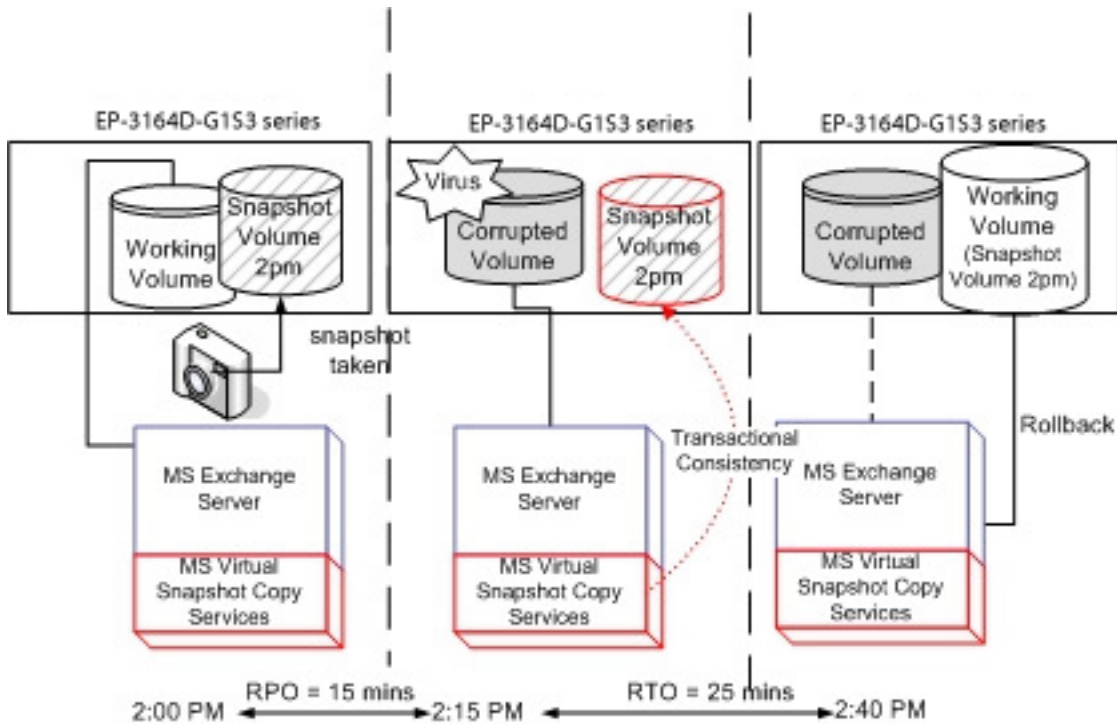 EP-3164D-G1S3 series
Working
Volume
Snapshot
Volume
2pm
snapshot
taken
MS Exchange
Server
MS Virtual
Snapshot Copy
Services
EP-3164D-G1S3 series
Virus
Corrupted
Volume
Snapshot
Volume
2pm
Transactional
Consistency
MS Exchange
Server
MS Virtual
Snapshot Copy
Services
EP-3164D-G1S3 series
Corrupted
Volume
Working
Volume
(Snapshot
Volume 2pm)
Rollback
MS Exchange
Server
MS Virtual
Snapshot Copy
Services
RPO = 15 mins
RTO = 25 mins
2:00 PM
2:15 PM
2:40 PM